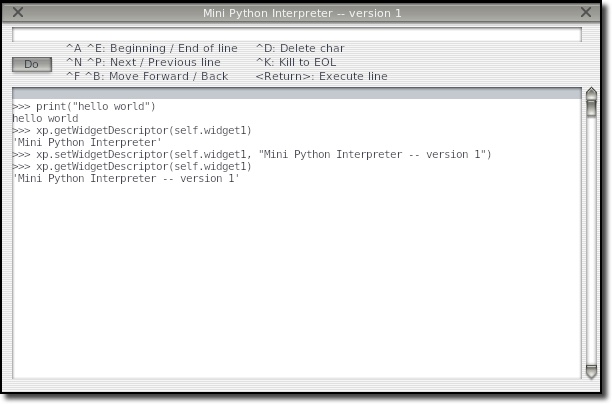 Mini Python Interpreter -- version 1
^A ^E: Beginning / End of line ^D: Delete char
Do ^N ^P: Next / Previous line ^K: Kill to EOL
^F ^B: Move Forward / Back <Return>: Execute line
>>> print("hello world")
hello world
>>> xp.getWidgetDescriptor(self.widget1)
'Mini Python Interpreter'
>>> xp.setWidgetDescriptor(self.widget1, "Mini Python Interpreter -- version 1")
>>> xp.getWidgetDescriptor(self.widget1)
'Mini Python Interpreter -- version 1'